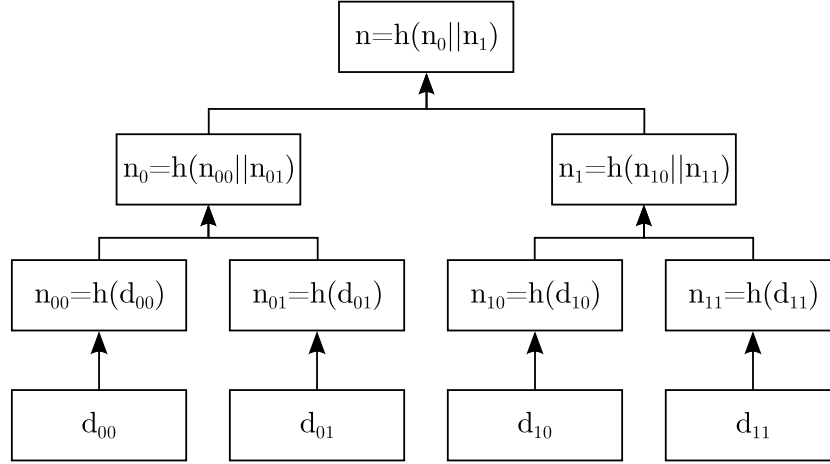 n=h(n₀||n₁)
n₀=h(n₀₀||n₀₁)
n₁=h(n₁₀||n₁₁)
n₀₀=h(d₀₀)
n₀₁=h(d₀₁)
n₁₀=h(d₁₀)
n₁₁=h(d₁₁)
d₀₀
d₀₁
d₁₀
d₁₁